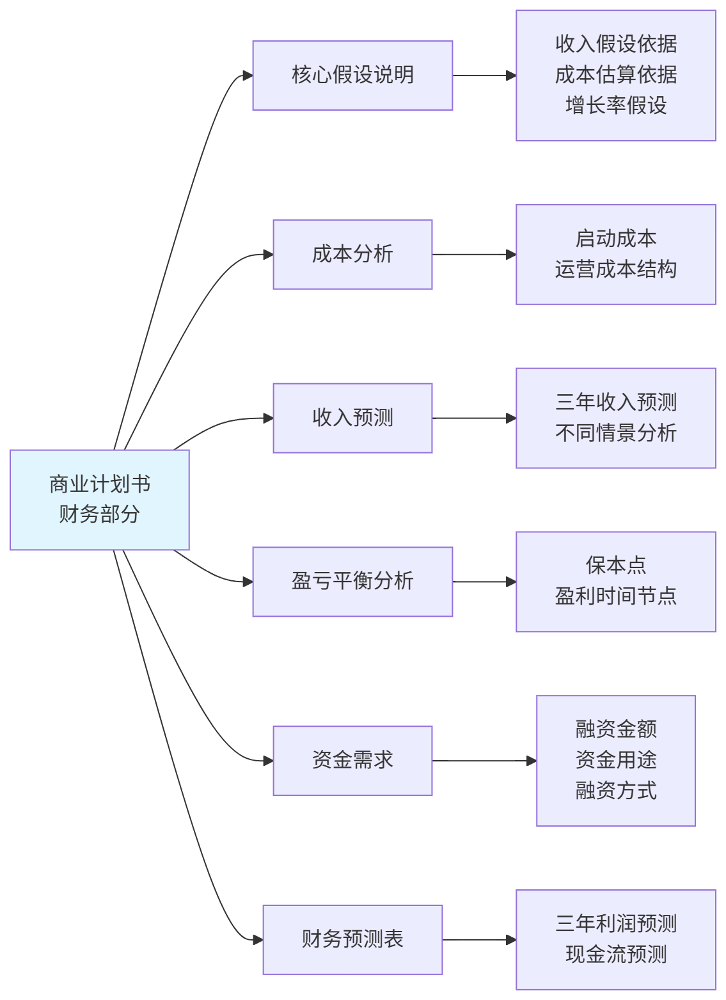 商业计划书
财务部分
核心假设说明
收入假设依据
成本估算依据
增长率假设
成本分析
启动成本
运营成本结构
收入预测
三年收入预测
不同情景分析
盈亏平衡分析
保本点
盈利时间节点
资金需求
融资金额
资金用途
融资方式
财务预测表
三年利润预测
现金流预测